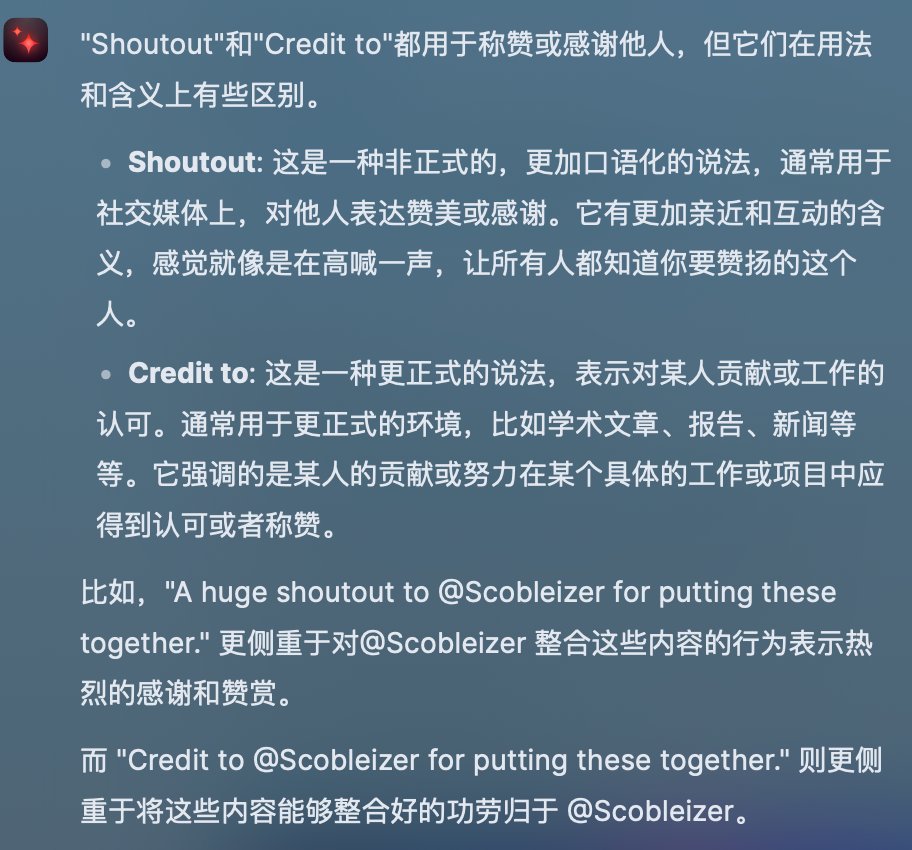 "Shoutout"和"Credit to"都用于称赞或感谢他人，但它们在用法
和含义上有些区别。
• Shoutout: 这是一种非正式的，更加口语化的说法，通常用于
社交媒体上，对他人表达赞美或感谢。它有更加亲近和互动的含
义，感觉就像是在高喊一声，让所有人都知道你要赞扬的这个
人。
• Credit to: 这是一种更正式的说法，表示对某人贡献或工作的
认可。通常用于更正式的环境，比如学术文章、报告、新闻等
等。它强调的是某人的贡献或努力在某个具体的工作或项目中应
得到认可或者称赞。
比如，"A huge shoutout to @Scobleizer for putting these
together." 更侧重于对@Scobleizer 整合这些内容的行为表示热
烈的感谢和赞赏。
而 "Credit to @Scobleizer for putting these together." 则更侧
重于将这些内容能够整合好的功劳归于 @Scobleizer。